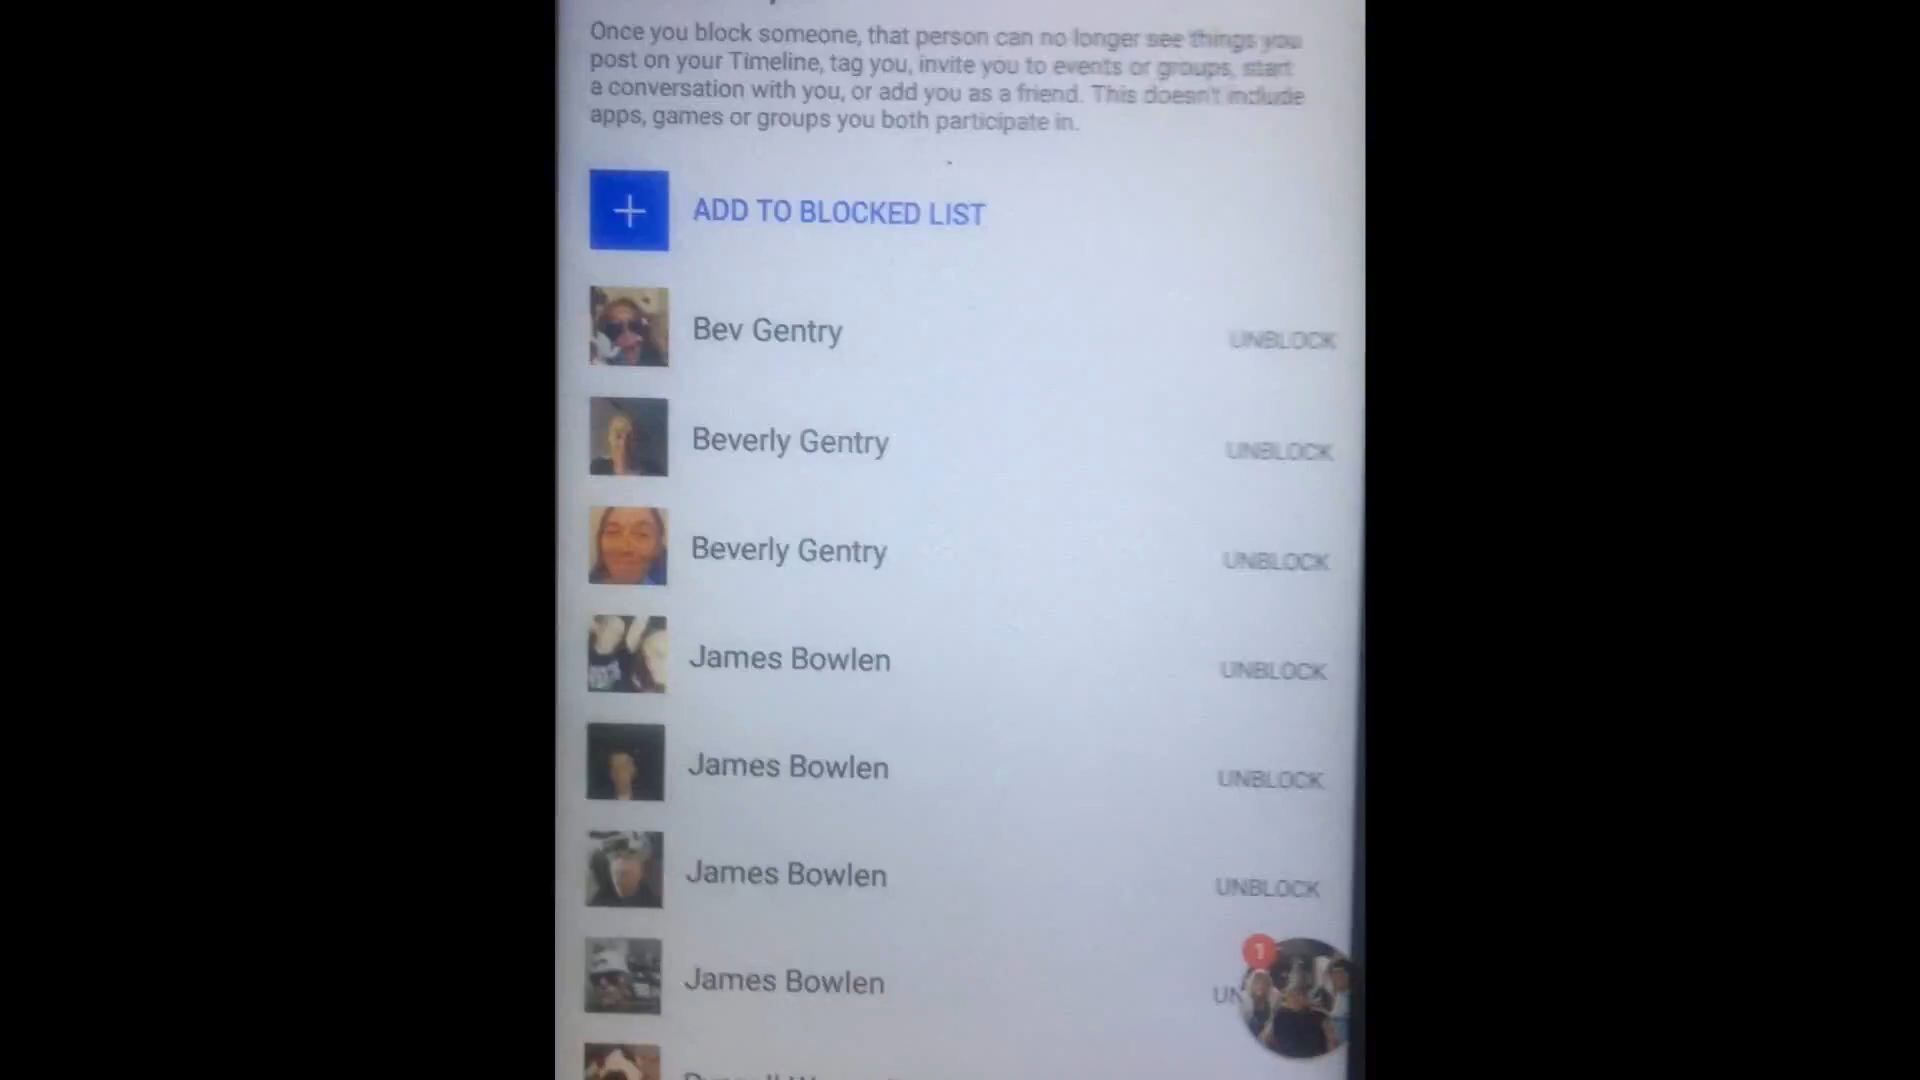 Once you block someone, that person can no longer see things you
post on your Timeline, tag you, invite you to events or groups, start
a conversation with you, or add you as a friend. This doesn't include
apps, games or groups you both participate in.
ADD TO BLOCKED LIST
Bev Gentry UNBLOCK
Beverly Gentry UNBLOCK
Beverly Gentry UNBLOCK
James Bowlen UNBLOCK
James Bowlen UNBLOCK
James Bowlen UNBLOCK
1
James Bowlen UN